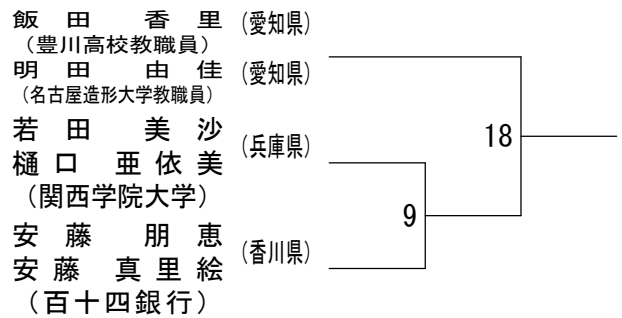 飯田 香里 (愛知県)
(豊川高校教職員)
明田 由佳 (愛知県)
(名古屋造形大学教職員)
若田 美沙
樋口 亜依美 (兵庫県)
(関西学院大学)
安藤 朋恵
安藤 真里絵 (香川県)
(百十四銀行)
18
9